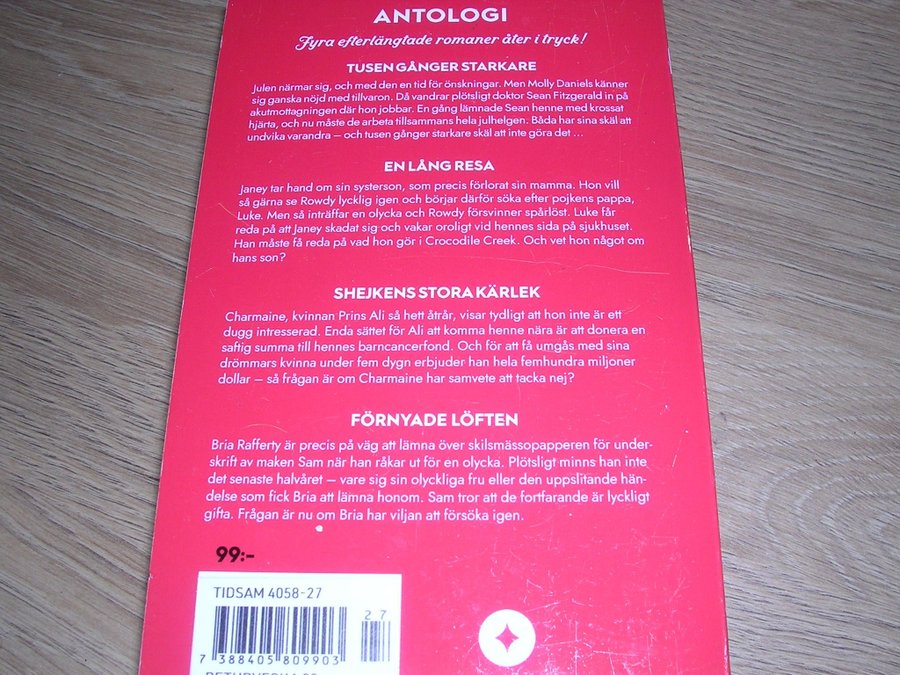 ANTOLOGI
Fyra efterlängtade romaner åter i tryck!
TUSEN GÅNGER STARKARE
Julen närmar sig, och med den en tid för önskningar. Men Molly Daniels känner
sig ganska nöjd med tillvaron. Då vandrar plötsligt doktor Sean Fitzgerald in på
akutmottagningen där hon jobbar. En gång lämnade Sean henne med krossat
hjärta, och nu måste de arbeta tillsammans hela julhelgen. Båda har sina skäl att
undvika varandra – och tusen gånger starkare skäl att inte göra det ...
EN LÅNG RESA
Janey tar hand om sin systerson, som precis förlorat sin mamma. Hon vill
så gärna se Rowdy lycklig igen och börjar därför söka efter pojkens pappa,
Luke. Men så inträffar en olycka och Rowdy försvinner spårlöst. Luke får
reda på att Janey skadat sig och vakar oroligt vid hennes sida på sjukhuset.
Han måste få reda på vad hon gör i Crocodile Creek. Och vet hon något om
hans son?
SHEJKENS STORA KÄRLEK
Charmaine, kvinnan Prins Ali så hett åtrår, visar tydligt att hon inte är ett
dugg intresserad. Enda sättet för Ali att komma henne nära är att donera en
saftig summa till hennes barncancerfond. Och för att få umgås med sina
drömmars kvinna under fem dygn erbjuder han hela femhundra miljoner
dollar – så frågan är om Charmaine har samvete att tacka nej?
FÖRNYADE LÖFTEN
Bria Rafferty är precis på väg att lämna över skilsmässopapperen för under-
skrift av maken Sam när han råkar ut för en olycka. Plötsligt minns han inte
det senaste halvåret – vare sig sin olyckliga fru eller den uppslitande hän-
delse som fick Bria att lämna honom. Sam tror att de fortfarande är lyckligt
gifta. Frågan är nu om Bria har viljan att försöka igen.
99:-
TIDSAM 4058-27
27
7 388405 809903